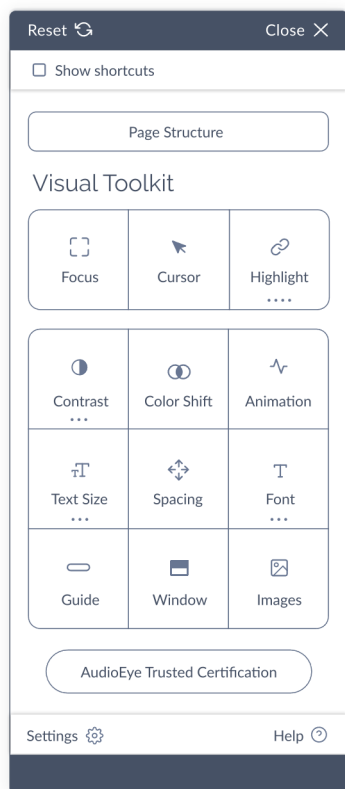 Reset
Close
Show shortcuts
Page Structure
Visual Toolkit
Focus
Cursor
Highlight
Contrast
Color Shift
Animation
Text Size
Spacing
Font
Guide
Window
Images
AudioEye Trusted Certification
Settings
Help